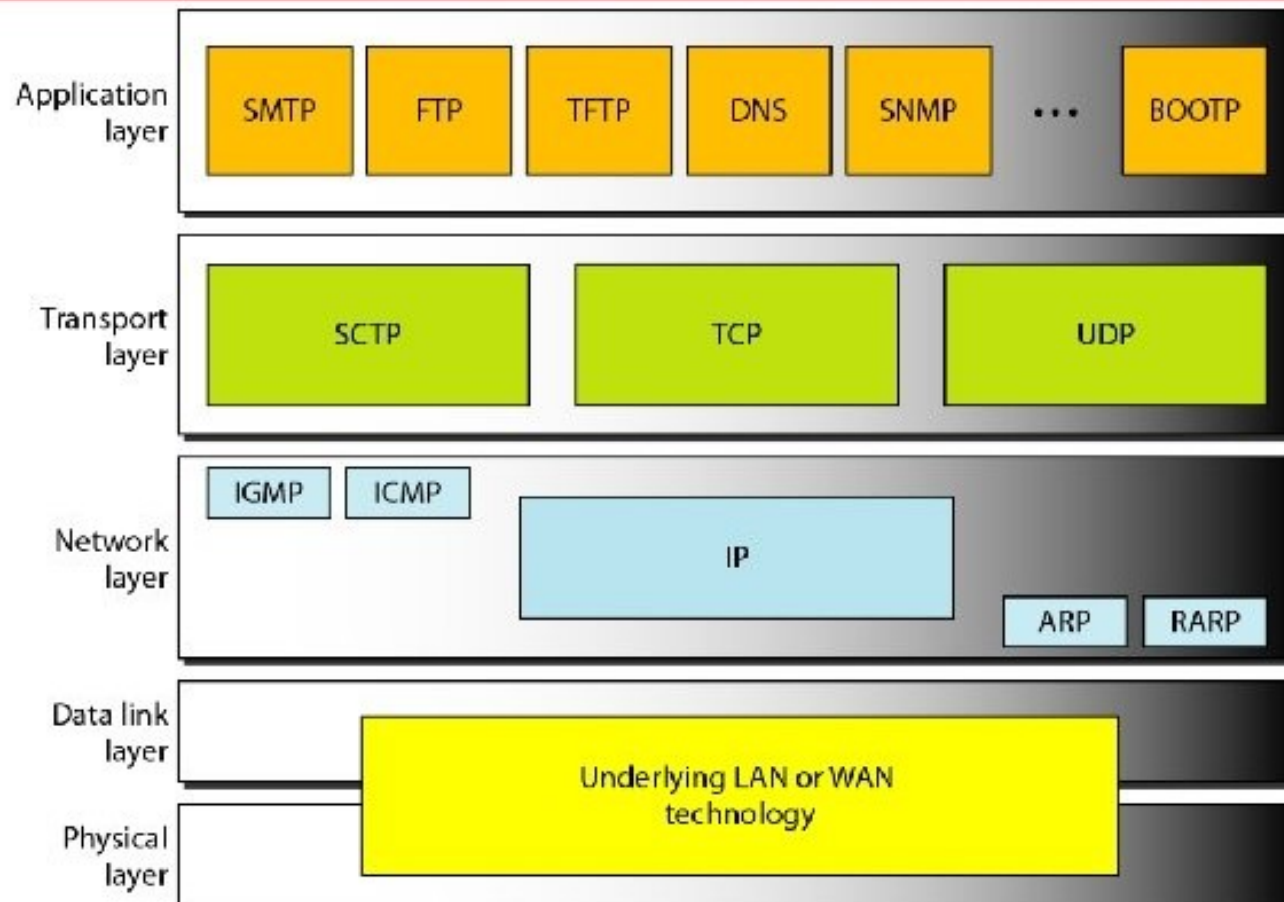 Application
layer
SMTP FTP TFTP DNS SNMP ... BOOTP
Transport
layer
SCTP TCP UDP
Network
layer
IGMP ICMP
IP
ARP RARP
Data link
layer
Underlying LAN or WAN
technology
Physical
layer